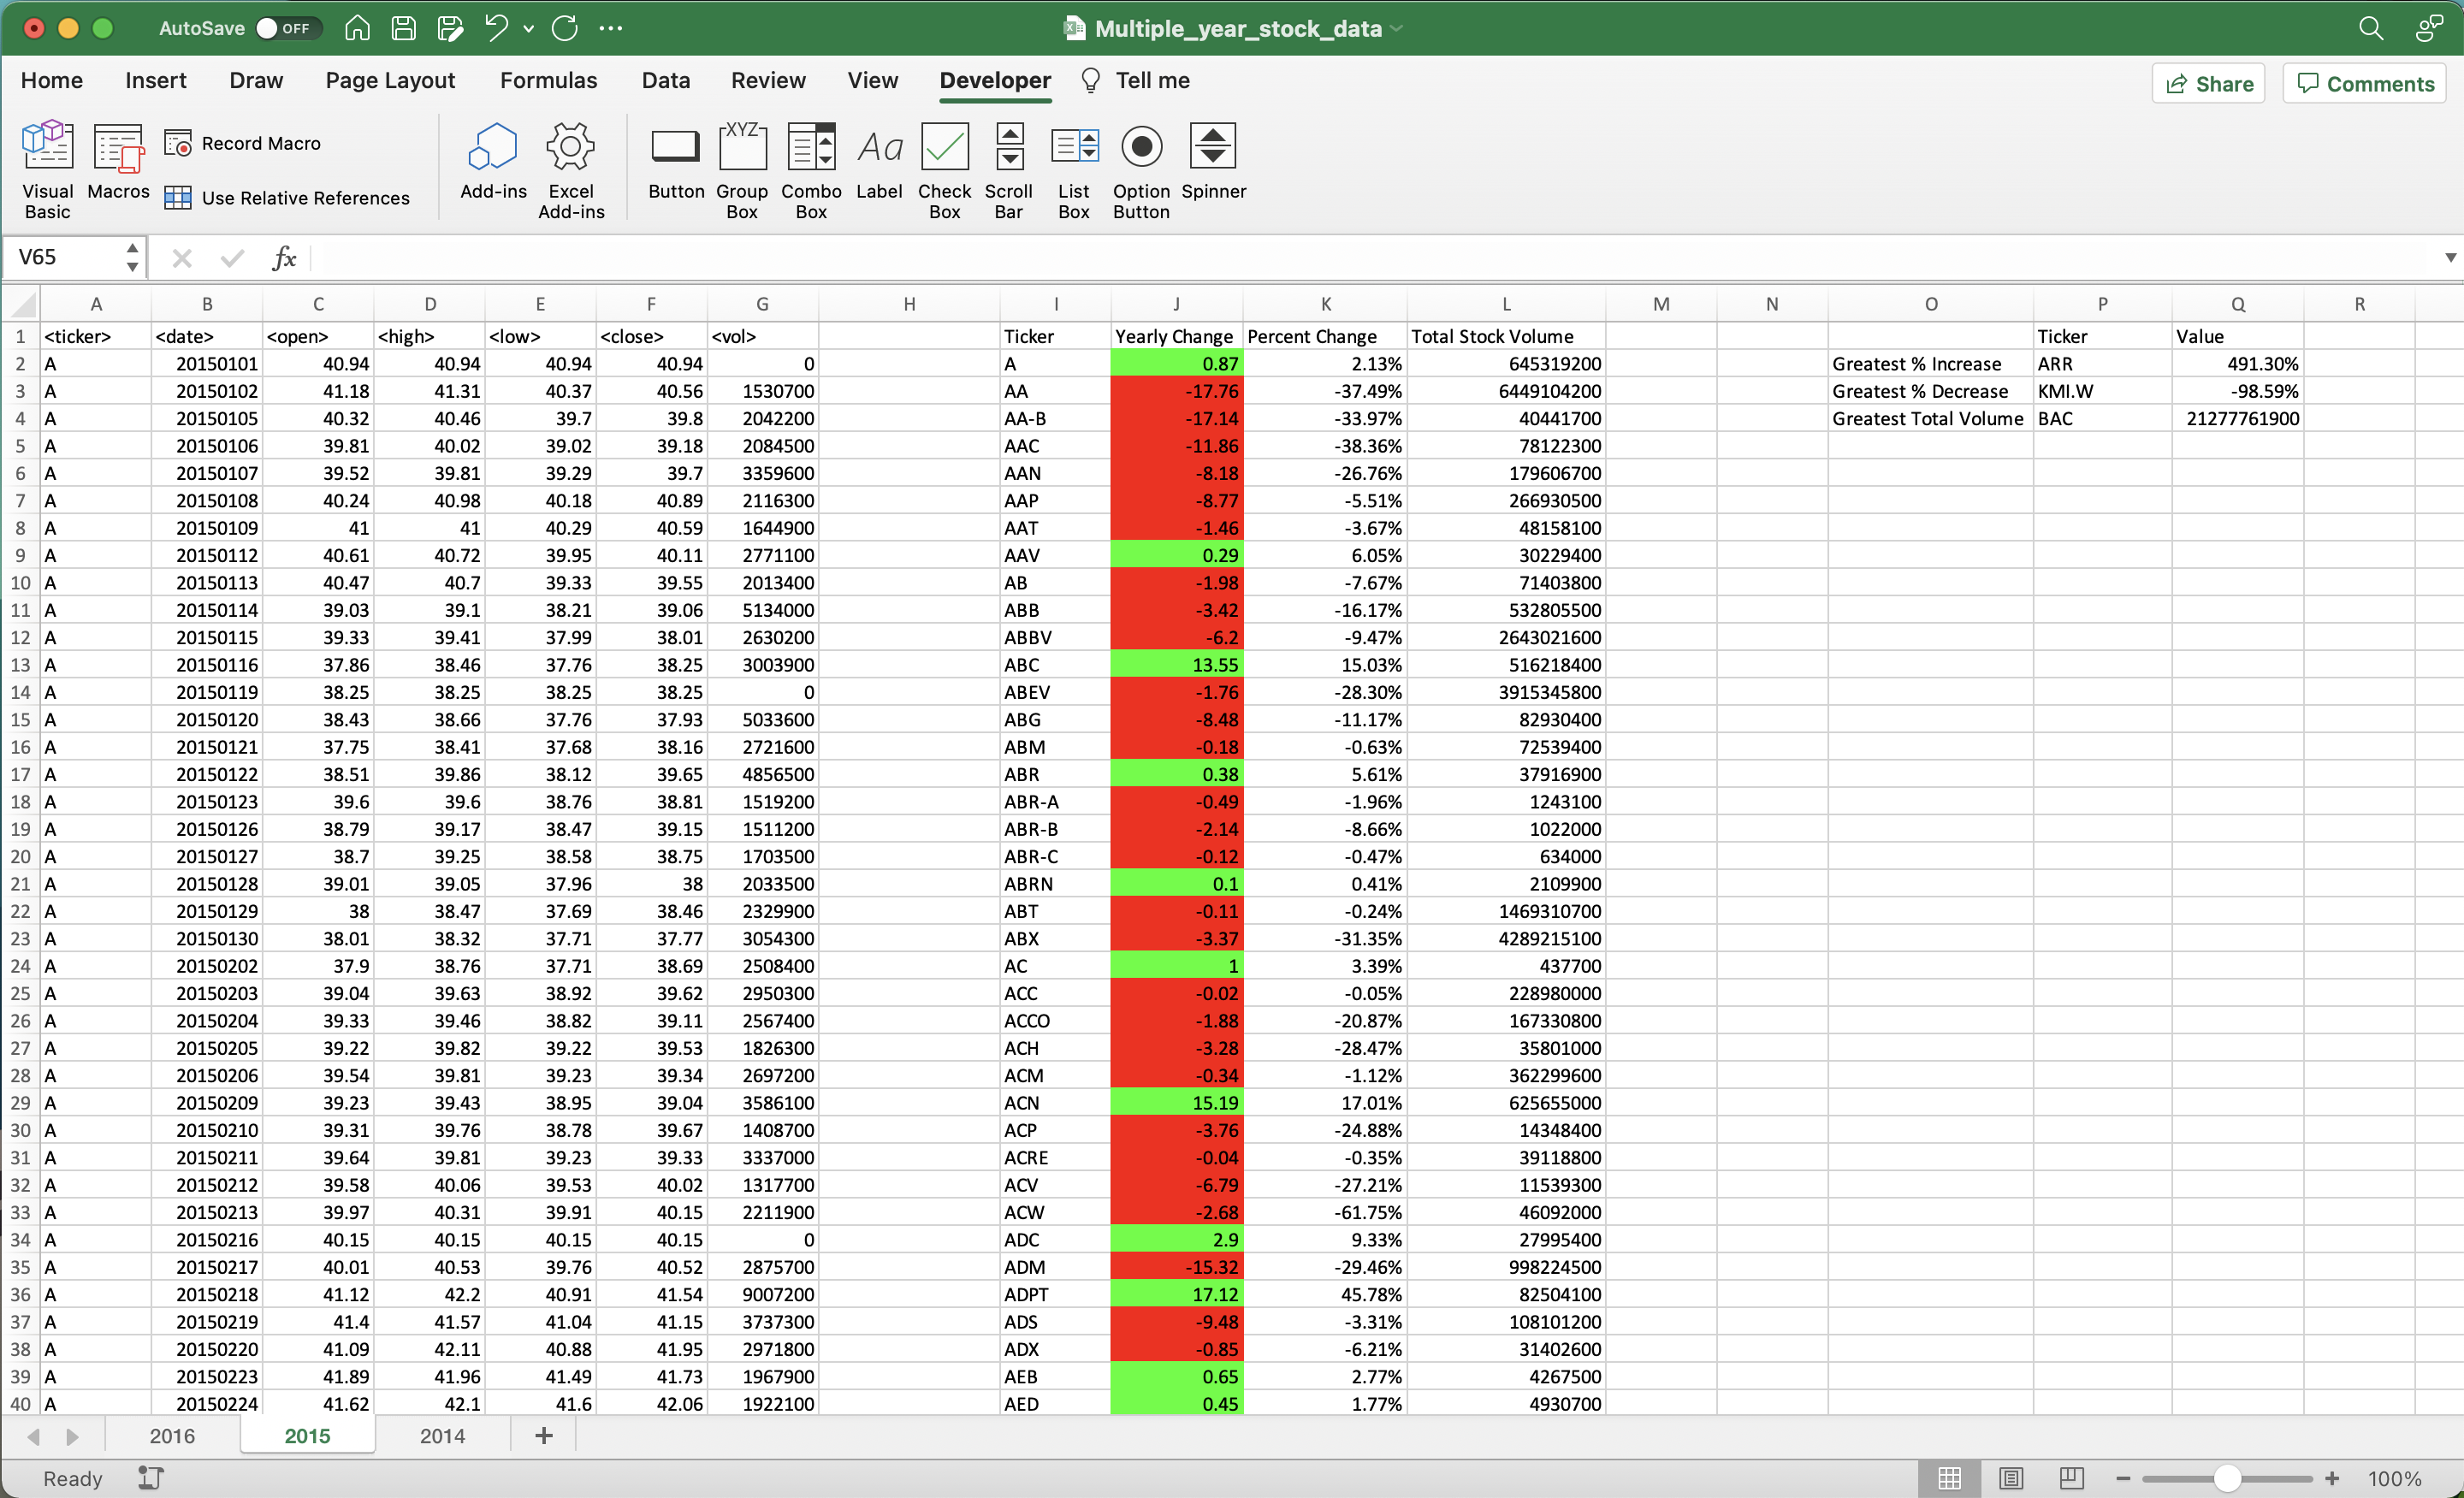 AutoSave OFF Multiple_year_stock_data
Home Insert Draw Page Layout Formulas Data Review View Developer Tell me Share Comments
Visual Basic Macros Record Macro Use Relative References Add-ins Excel Add-ins Button XYZ Group Box Combo Box Aa Label Check Box Scroll Bar List Box Option Button Spinner
V65 fx
A B C D E F G H I J K L M N O P Q R
1 <ticker> <date> <open> <high> <low> <close> <vol> Ticker Yearly Change Percent Change Total Stock Volume Ticker Value
2 A 20150101 40.94 40.94 40.94 40.94 0 A 0.87 2.13% 645319200 Greatest % Increase ARR 491.30%
3 A 20150102 41.18 41.31 40.37 40.56 1530700 AA -17.76 -37.49% 6449104200 Greatest % Decrease KMI.W -98.59%
4 A 20150105 40.32 40.46 39.7 39.8 2042200 AA-B -17.14 -33.97% 40441700 Greatest Total Volume BAC 21277761900
5 A 20150106 39.81 40.02 39.02 39.18 2084500 AAC -11.86 -38.36% 78122300
6 A 20150107 39.52 39.81 39.29 39.7 3359600 AAN -8.18 -26.76% 179606700
7 A 20150108 40.24 40.98 40.18 40.89 2116300 AAP -8.77 -5.51% 266930500
8 A 20150109 41 41 40.29 40.59 1644900 AAT -1.46 -3.67% 48158100
9 A 20150112 40.61 40.72 39.95 40.11 2771100 AAV 0.29 6.05% 30229400
10 A 20150113 40.47 40.7 39.33 39.55 2013400 AB -1.98 -7.67% 71403800
11 A 20150114 39.03 39.1 38.21 39.06 5134000 ABB -3.42 -16.17% 532805500
12 A 20150115 39.33 39.41 37.99 38.01 2630200 ABBV -6.2 -9.47% 2643021600
13 A 20150116 37.86 38.46 37.76 38.25 3003900 ABC 13.55 15.03% 516218400
14 A 20150119 38.25 38.25 38.25 38.25 0 ABEV -1.76 -28.30% 3915345800
15 A 20150120 38.43 38.66 37.76 37.93 5033600 ABG -8.48 -11.17% 82930400
16 A 20150121 37.75 38.41 37.68 38.16 2721600 ABM -0.18 -0.63% 72539400
17 A 20150122 38.51 39.86 38.12 39.65 4856500 ABR 0.38 5.61% 37916900
18 A 20150123 39.6 39.6 38.76 38.81 1519200 ABR-A -0.49 -1.96% 1243100
19 A 20150126 38.79 39.17 38.47 39.15 1511200 ABR-B -2.14 -8.66% 1022000
20 A 20150127 38.7 39.25 38.58 38.75 1703500 ABR-C -0.12 -0.47% 634000
21 A 20150128 39.01 39.05 37.96 38 2033500 ABRN 0.1 0.41% 2109900
22 A 20150129 38 38.47 37.69 38.46 2329900 ABT -0.11 -0.24% 1469310700
23 A 20150130 38.01 38.32 37.71 37.77 3054300 ABX -3.37 -31.35% 4289215100
24 A 20150202 37.9 38.76 37.71 38.69 2508400 AC 1 3.39% 437700
25 A 20150203 39.04 39.63 38.92 39.62 2950300 ACC -0.02 -0.05% 228980000
26 A 20150204 39.33 39.46 38.82 39.11 2567400 ACCO -1.88 -20.87% 167330800
27 A 20150205 39.22 39.82 39.22 39.53 1826300 ACH -3.28 -28.47% 35801000
28 A 20150206 39.54 39.81 39.23 39.34 2697200 ACM -0.34 -1.12% 362299600
29 A 20150209 39.23 39.43 38.95 39.04 3586100 ACN 15.19 17.01% 625655000
30 A 20150210 39.31 39.76 38.78 39.67 1408700 ACP -3.76 -24.88% 14348400
31 A 20150211 39.64 39.81 39.23 39.33 3337000 ACRE -0.04 -0.35% 39118800
32 A 20150212 39.58 40.06 39.53 40.02 1317700 ACV -6.79 -27.21% 11539300
33 A 20150213 39.97 40.31 39.91 40.15 2211900 ACW -2.68 -61.75% 46092000
34 A 20150216 40.15 40.15 40.15 40.15 0 ADC 2.9 9.33% 27995400
35 A 20150217 40.01 40.53 39.76 40.52 2875700 ADM -15.32 -29.46% 998224500
36 A 20150218 41.12 42.2 40.91 41.54 9007200 ADPT 17.12 45.78% 82504100
37 A 20150219 41.4 41.57 41.04 41.15 3737300 ADS -9.48 -3.31% 108101200
38 A 20150220 41.09 42.11 40.88 41.95 2971800 ADX -0.85 -6.21% 31402600
39 A 20150223 41.89 41.96 41.49 41.73 1967900 AEB 0.65 2.77% 4267500
40 A 20150224 41.62 42.1 41.6 42.06 1922100 AED 0.45 1.77% 4930700
2016 2015 2014 +
Ready 100%